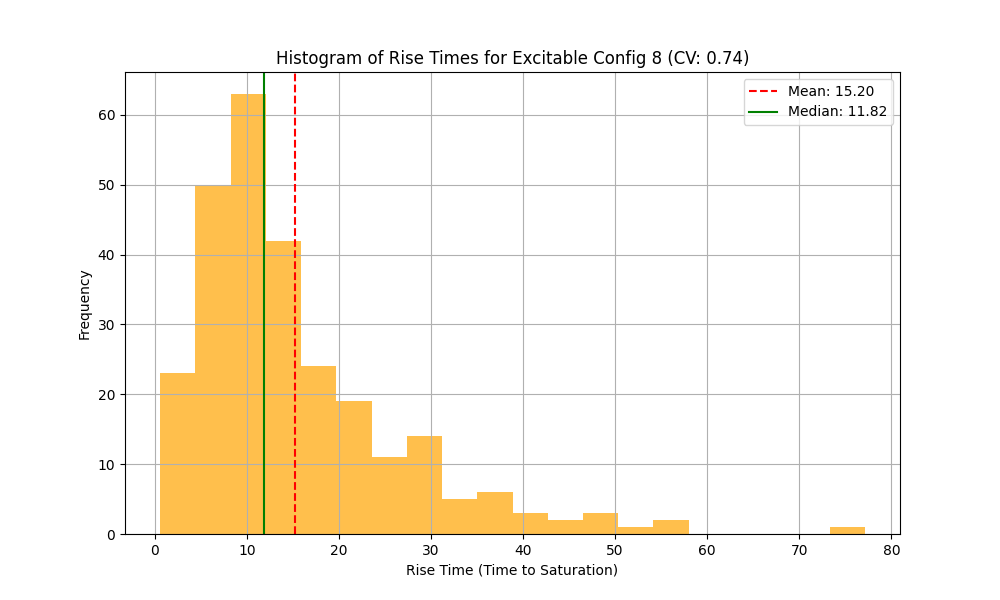 Histogram of Rise Times for Excitable Config 8 (CV: 0.74)
Mean: 15.20
Median: 11.82
60
50
40
30
20
10
0
Frequency
0 10 20 30 40 50 60 70 80
Rise Time (Time to Saturation)